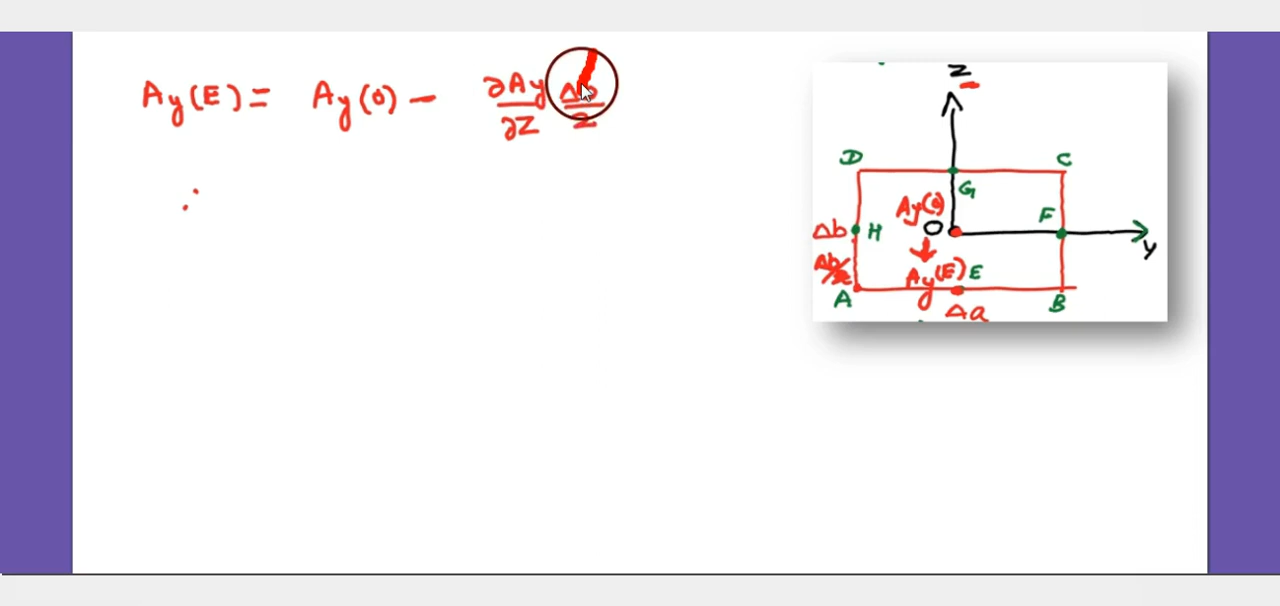 Ay(E) = Ay(0) - ∂Ay/∂Z Δb/2
∴
Z
D C
G
Ay(0) F
Δb H O
y
Δb/2 Ay(E) E
A B
Δa